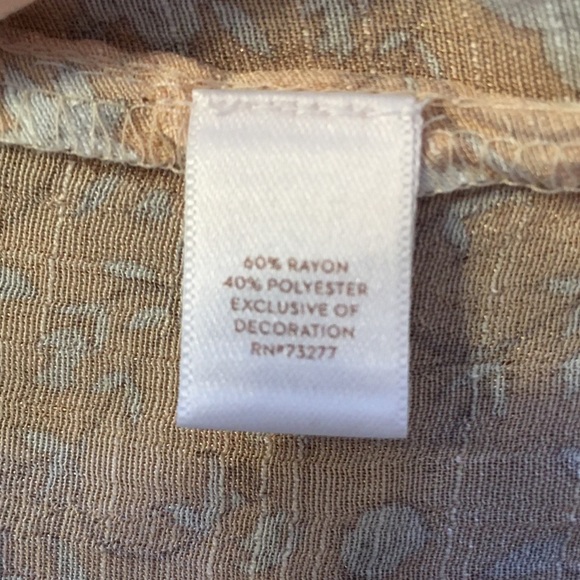 60% RAYON
40% POLYESTER
EXCLUSIVE OF
DECORATION
RN#73277